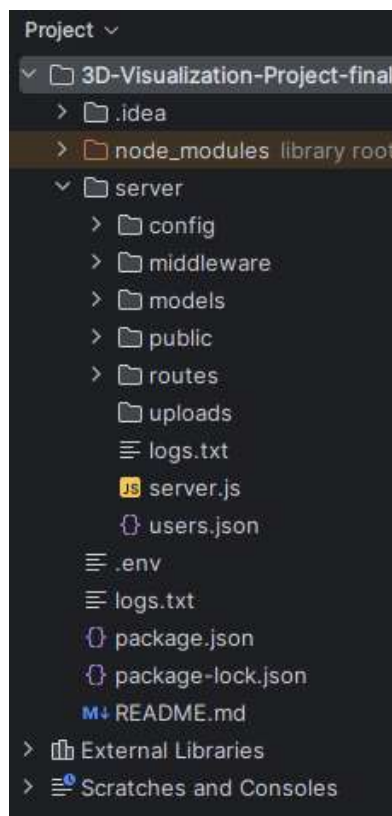 Project
3D-Visualization-Project-final
.idea
node_modules library root
server
config
middleware
models
public
routes
uploads
logs.txt
JS server.js
{} users.json
.env
logs.txt
{} package.json
{} package-lock.json
M↓ README.md
External Libraries
Scratches and Consoles